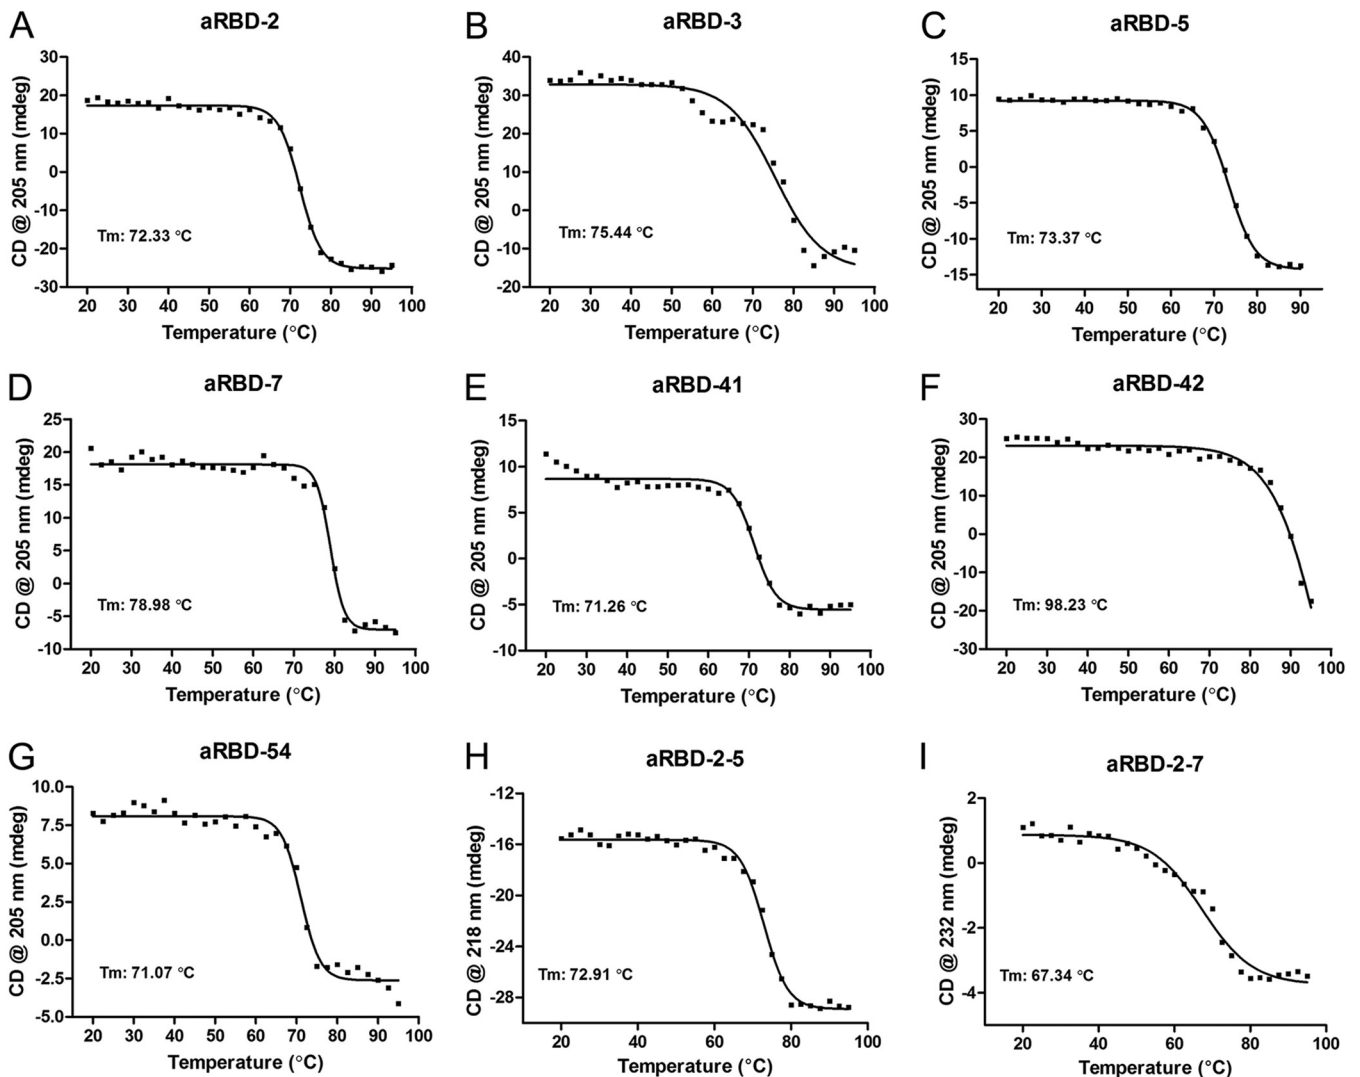 A
aRBD-2
30
20
10
0
-10
-20
-30
CD @ 205 nm (mdeg)
Tm: 72.33 °C
20 30 40 50 60 70 80 90 100
Temperature (°C)
B
aRBD-3
40
30
20
10
0
-10
-20
CD @ 205 nm (mdeg)
Tm: 75.44 °C
20 30 40 50 60 70 80 90 100
Temperature (°C)
C
aRBD-5
15
10
5
0
-5
-10
-15
CD @ 205 nm (mdeg)
Tm: 73.37 °C
20 30 40 50 60 70 80 90
Temperature (°C)
D
aRBD-7
25
20
15
10
5
0
-5
-10
CD @ 205 nm (mdeg)
Tm: 78.98 °C
20 30 40 50 60 70 80 90 100
Temperature (°C)
E
aRBD-41
15
10
5
0
-5
-10
CD @ 205 nm (mdeg)
Tm: 71.26 °C
20 30 40 50 60 70 80 90 100
Temperature (°C)
F
aRBD-42
30
20
10
0
-10
-20
-30
CD @ 205 nm (mdeg)
Tm: 98.23 °C
20 30 40 50 60 70 80 90 100
Temperature (°C)
G
aRBD-54
10.0
7.5
5.0
2.5
0.0
-2.5
-5.0
CD @ 205 nm (mdeg)
Tm: 71.07 °C
20 30 40 50 60 70 80 90 100
Temperature (°C)
H
aRBD-2-5
-12
-16
-20
-24
-28
CD @ 218 nm (mdeg)
Tm: 72.91 °C
20 40 60 80 100
Temperature (°C)
I
aRBD-2-7
2
0
-2
-4
CD @ 232 nm (mdeg)
Tm: 67.34 °C
20 40 60 80 100
Temperature (°C)